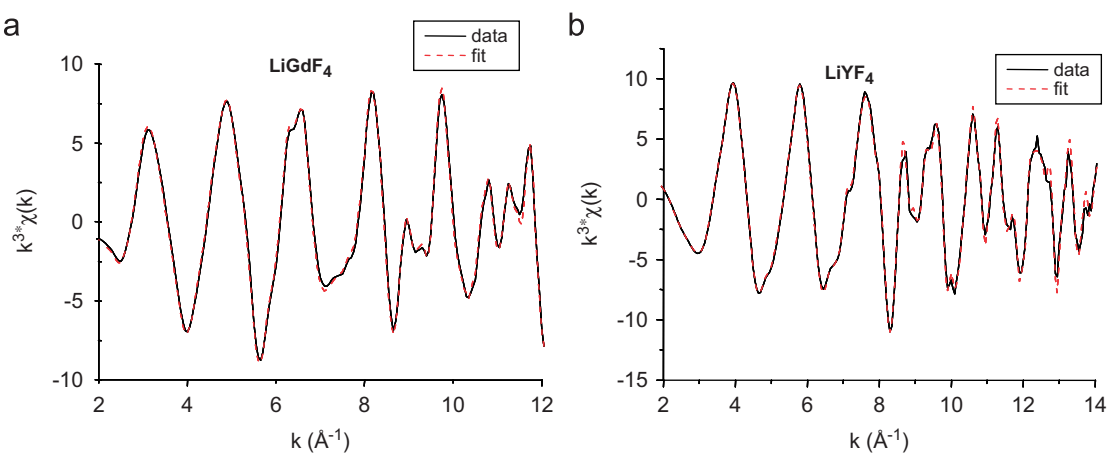 a
LiGdF₄
data
fit
10
5
0
-5
-10
k³*χ(k)
2 4 6 8 10 12
k (Å⁻¹)
b
LiYF₄
data
fit
10
5
0
-5
-10
-15
k³*χ(k)
2 4 6 8 10 12 14
k (Å⁻¹)